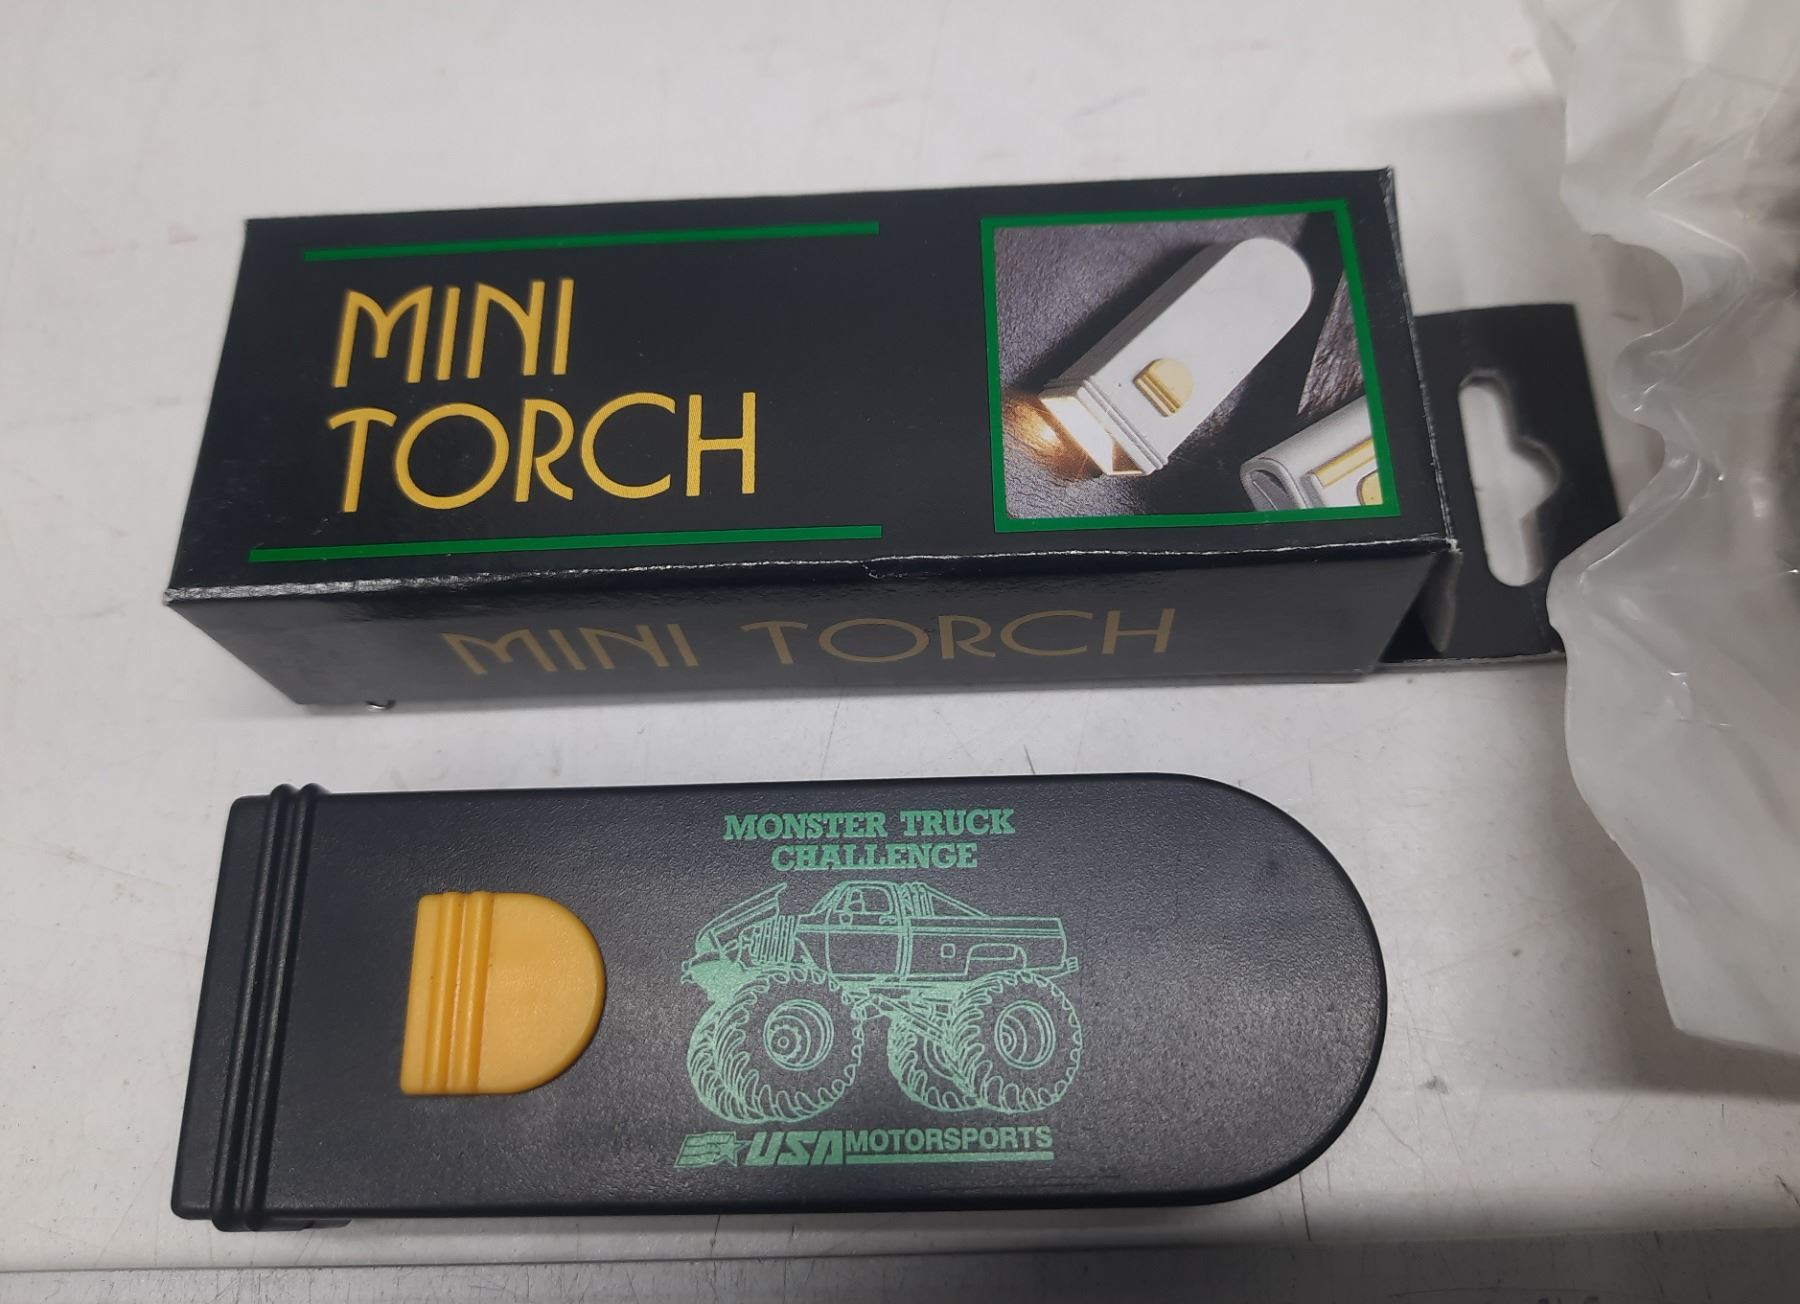 MINI
TORCH
MINI TORCH
MONSTER TRUCK
CHALLENGE
USA MOTORSPORTS